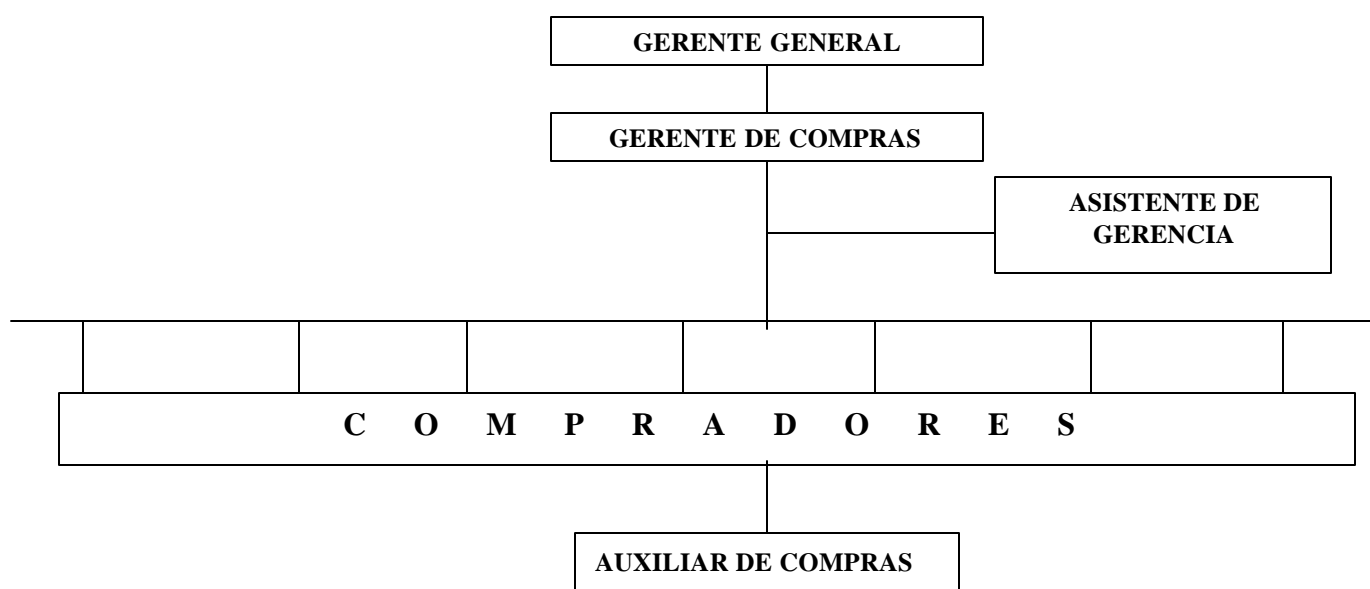 GERENTE GENERAL
GERENTE DE COMPRAS
ASISTENTE DE
GERENCIA
C O M P R A D O R E S
AUXILIAR DE COMPRAS